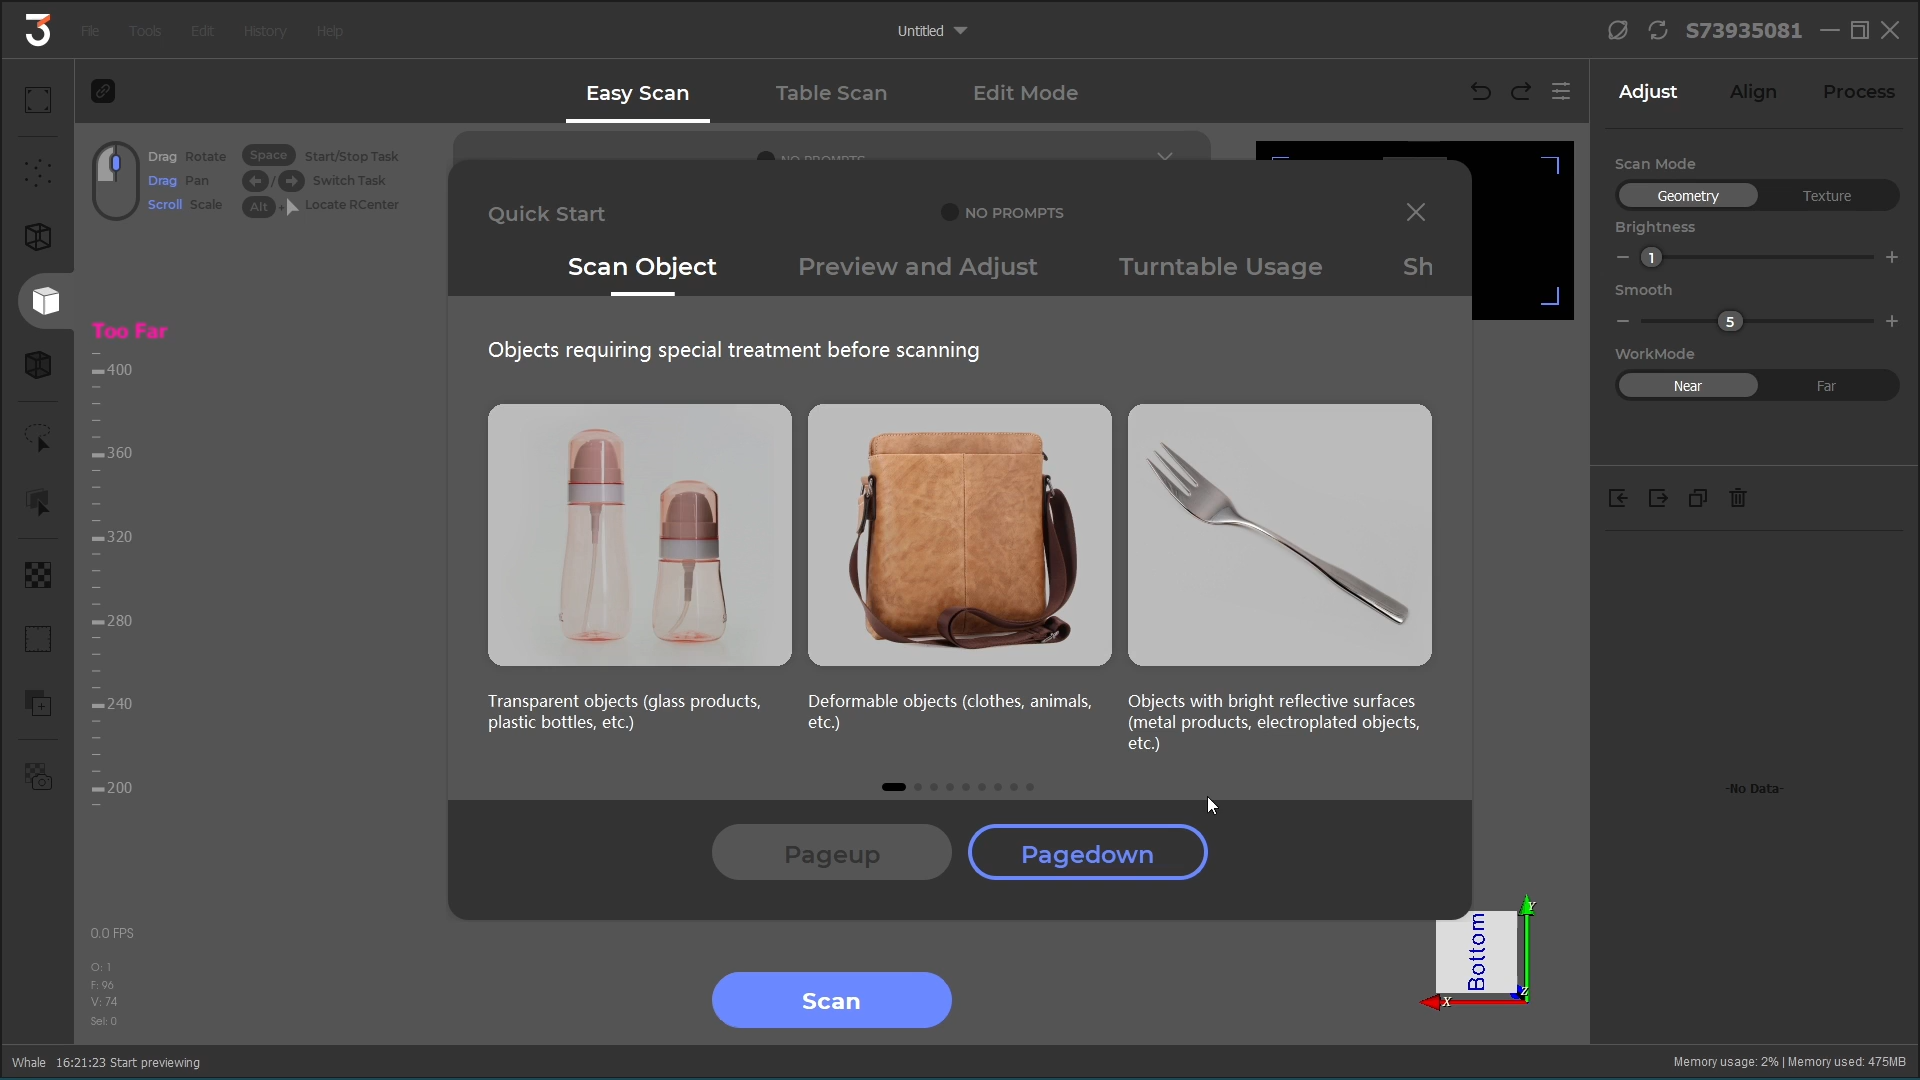 File Tools Edit History Help
Untitled
S73935081
Easy Scan Table Scan Edit Mode
Adjust Align Process
Drag Rotate Space Start/Stop Task
Drag Pan / Switch Task
Scroll Scale Alt + Locate RCenter
NO PROMPTS
Quick Start
NO PROMPTS
Scan Object Preview and Adjust Turntable Usage Sh
Objects requiring special treatment before scanning
Transparent objects (glass products,
plastic bottles, etc.)
Deformable objects (clothes, animals,
etc.)
Objects with bright reflective surfaces
(metal products, electroplated objects,
etc.)
Pageup Pagedown
Scan
Too Far
400
360
320
280
240
200
0.0 FPS
O: 1
F: 96
V: 74
Sel: 0
Scan Mode
Geometry Texture
Brightness
1
Smooth
5
WorkMode
Near Far
-No Data-
Bottom
Y
X
Z
Whale 16:21:23 Start previewing
Memory usage: 2% | Memory used: 475MB